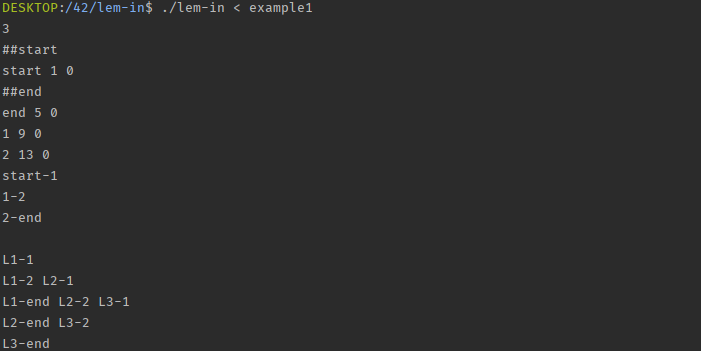 DESKTOP:/42/lem-in$ ./lem-in < example1
3
##start
start 1 0
##end
end 5 0
1 9 0
2 13 0
start-1
1-2
2-end

L1-1
L1-2 L2-1
L1-end L2-2 L3-1
L2-end L3-2
L3-end